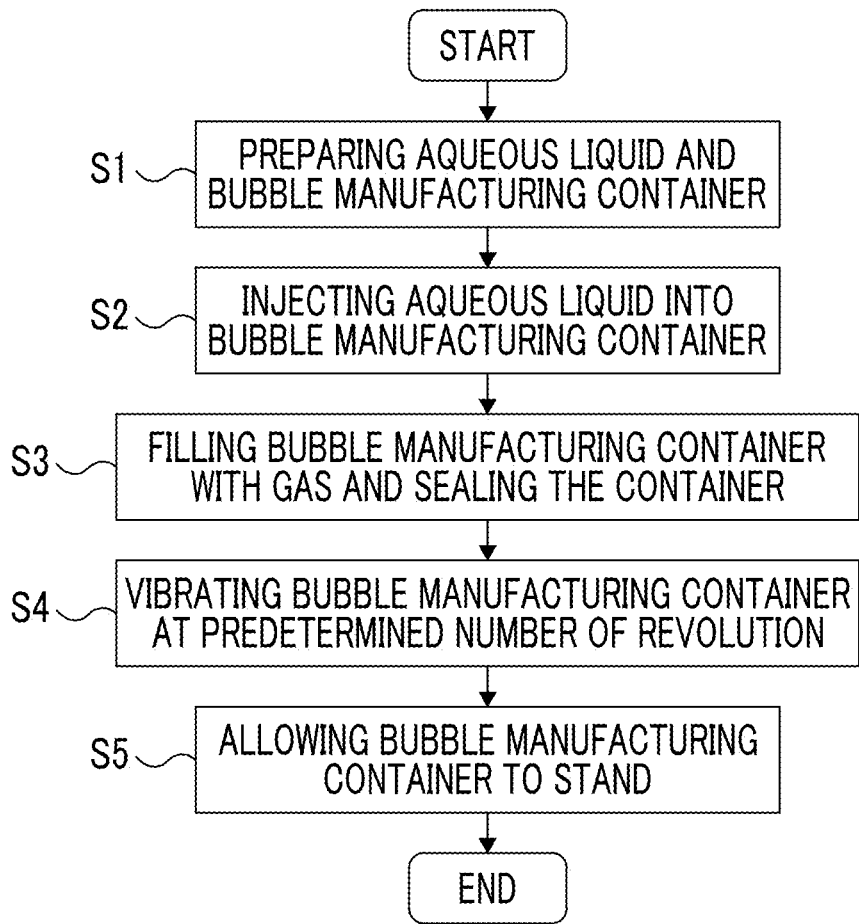 START
S1
PREPARING AQUEOUS LIQUID AND
BUBBLE MANUFACTURING CONTAINER
S2
INJECTING AQUEOUS LIQUID INTO
BUBBLE MANUFACTURING CONTAINER
S3
FILLING BUBBLE MANUFACTURING CONTAINER
WITH GAS AND SEALING THE CONTAINER
S4
VIBRATING BUBBLE MANUFACTURING CONTAINER
AT PREDETERMINED NUMBER OF REVOLUTION
S5
ALLOWING BUBBLE MANUFACTURING
CONTAINER TO STAND
END